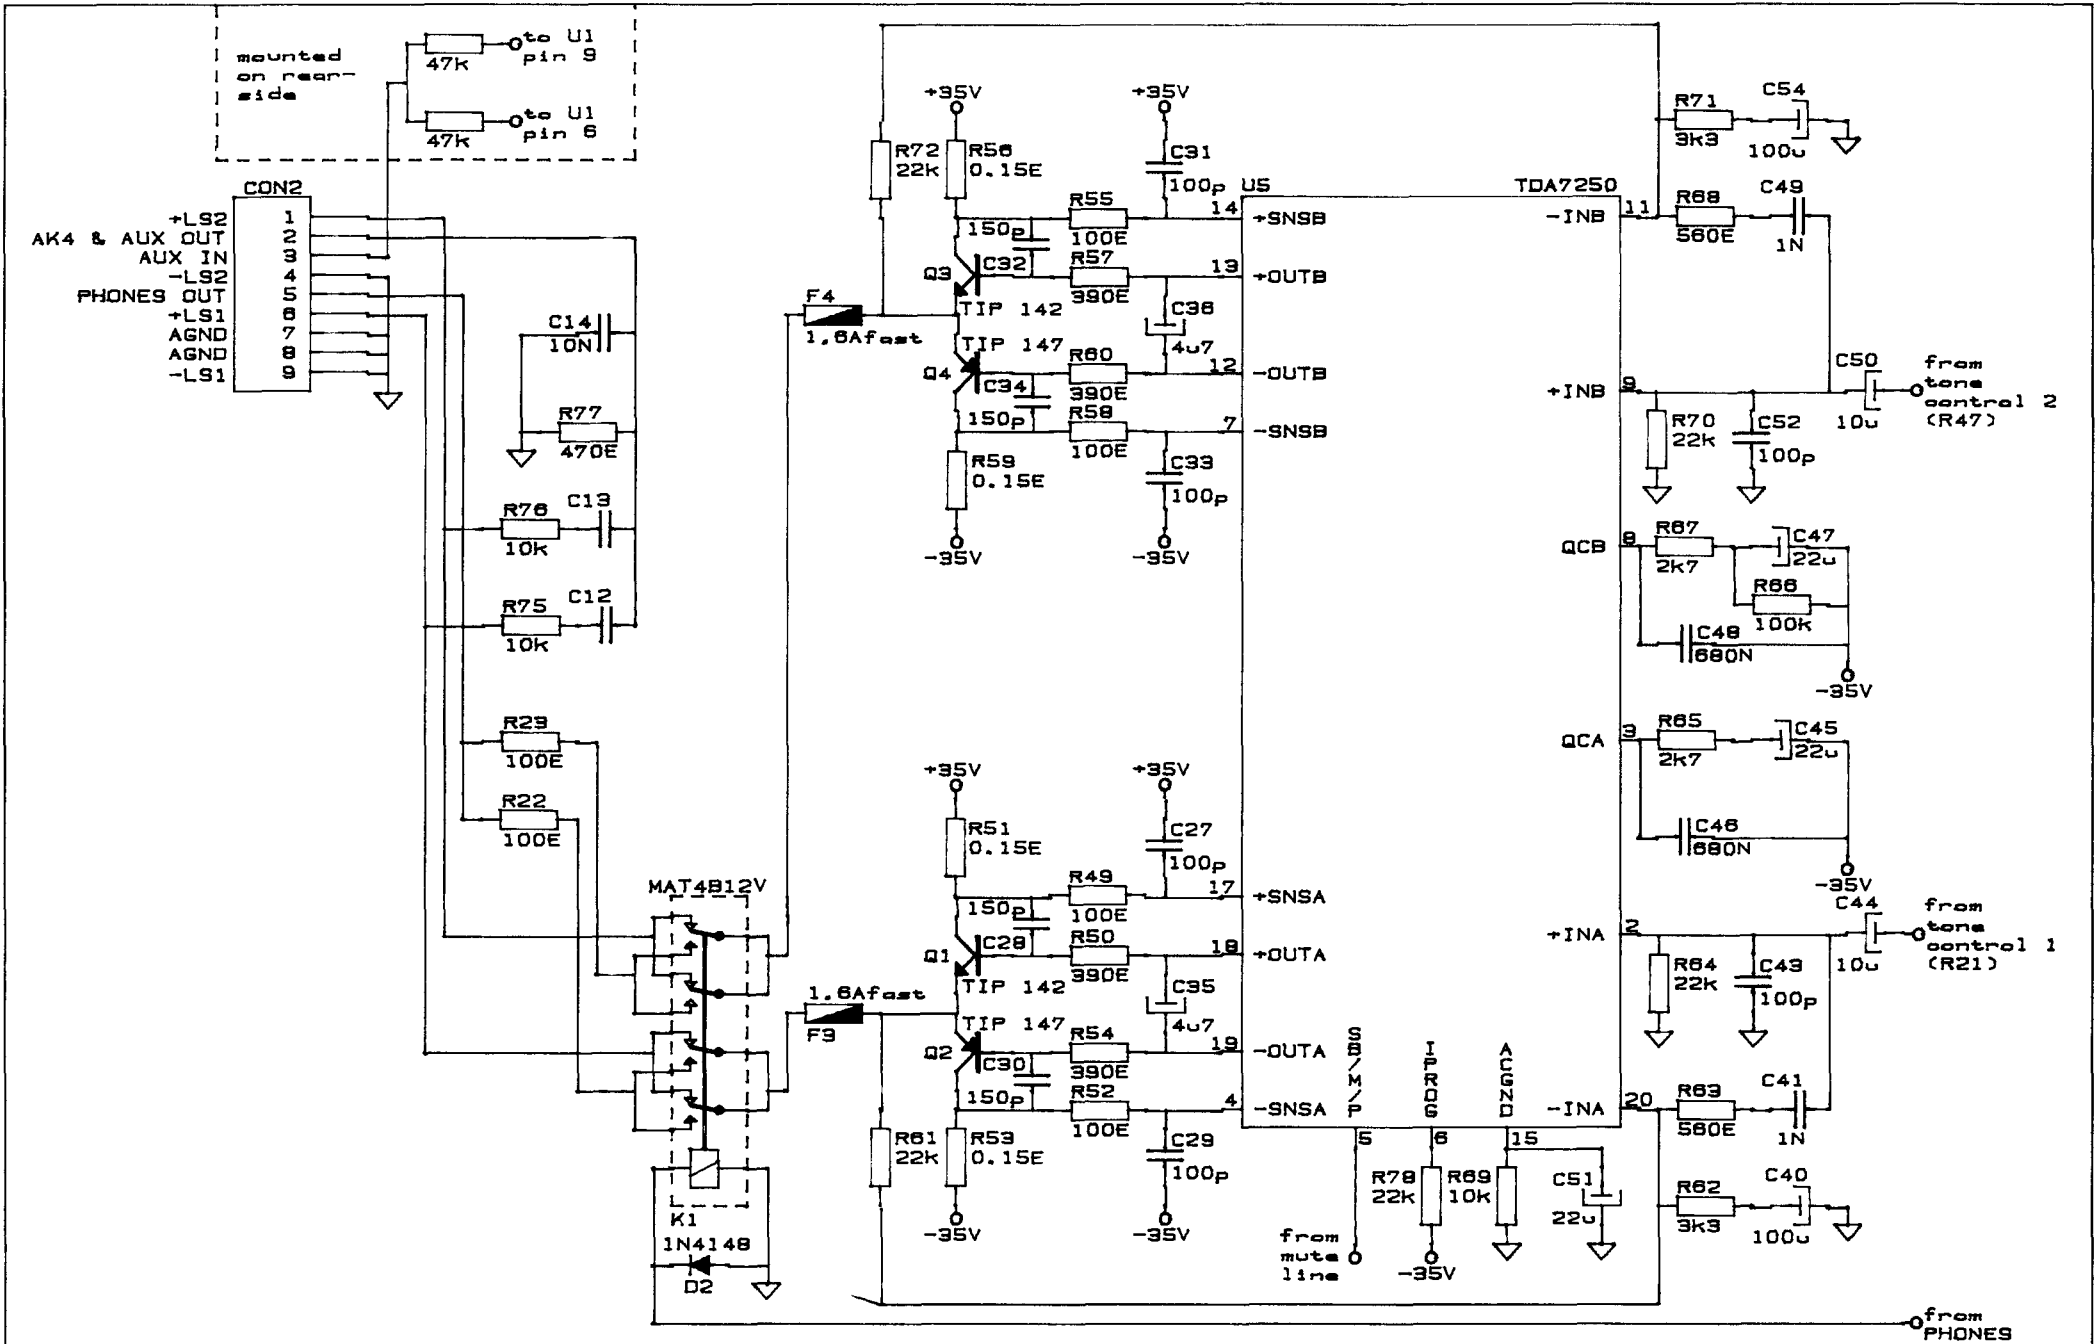 mounted
on rear-
side
47k
to U1
pin 9
47k
to U1
pin 6
CON2
+LS2 1
AK4 & AUX OUT 2
AUX IN 3
-LS2 4
PHONES OUT 5
+LS1 6
AGND 7
AGND 8
-LS1 9
C14
10N
R77
470E
R76
10k
C13
R75
10k
C12
R23
100E
R22
100E
MAT4B12V
K1
1N4148
D2
F4
1.6Afast
1.6Afast
F3
R72
22k
+35V
R56
0.15E
+35V
C31
100p
R55
100E
150p
C32
R57
390E
Q3
TIP 142
C36
4u7
TIP 147
Q4
R60
390E
C34
150p
R58
100E
R59
0.15E
-35V
C33
100p
-35V
+35V
R51
0.15E
+35V
C27
100p
R49
100E
150p
C28
R50
390E
Q1
TIP 142
C35
4u7
TIP 147
Q2
R54
390E
C30
150p
R52
100E
R61
22k
R53
0.15E
-35V
C29
100p
-35V
U5
TDA7250
14 +SNSB
13 +OUTB
12 -OUTB
7 -SNSB
17 +SNSA
18 +OUTA
19 -OUTA
4 -SNSA
-INB 11
+INB 9
QCB 8
QCA 3
+INA 2
-INA 20
SB/M/P
5
IPROG
6
ACGND
15
R71
3k3
C54
100u
R68
560E
C49
1N
C50
10u
from
tone
control 2
(R47)
R70
22k
C52
100p
R67
2k7
C47
22u
R66
100k
C48
680N
-35V
R65
2k7
C45
22u
C46
680N
-35V
C44
10u
from
tone
control 1
(R21)
R64
22k
C43
100p
R63
560E
C41
1N
R62
3k3
C40
100u
R78
22k
-35V
R69
10k
C51
22u
from
mute
line
from
PHONES